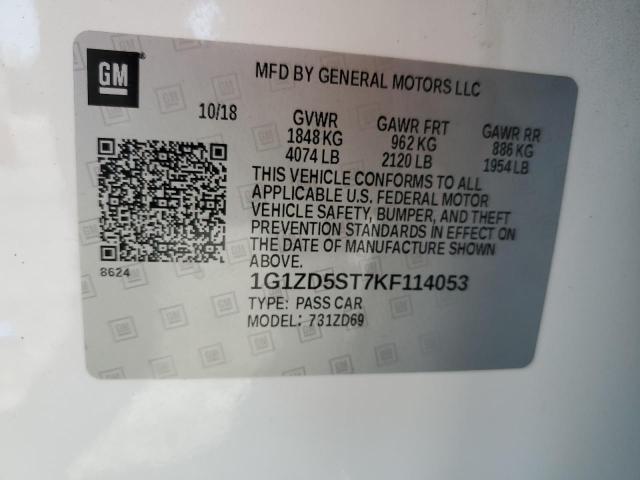 GM
MFD BY GENERAL MOTORS LLC
10/18 GVWR GAWR FRT GAWR RR
1848 KG 962 KG 886 KG
4074 LB 2120 LB 1954 LB
THIS VEHICLE CONFORMS TO ALL
APPLICABLE U.S. FEDERAL MOTOR
VEHICLE SAFETY, BUMPER, AND THEFT
PREVENTION STANDARDS IN EFFECT ON
THE DATE OF MANUFACTURE SHOWN
ABOVE.
8624
1G1ZD5ST7KF114053
TYPE: PASS CAR
MODEL: 731ZD69